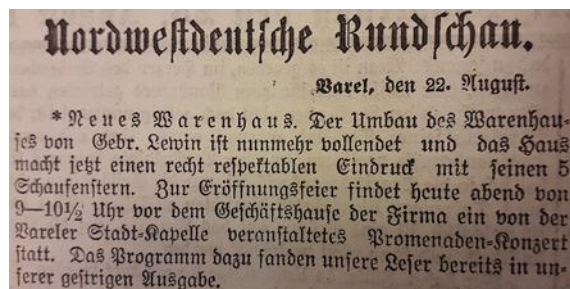 Nordwestdeutsche Rundschau.
Varel, den 22. August.
* Neues Warenhaus. Der Umbau des Warenhau-
ses von Gebr. Lewin ist nunmehr vollendet und das Haus
macht jetzt einen recht respektablen Eindruck mit seinen 5
Schaufenstern. Zur Eröffnungsfeier findet heute abend von
9—10½ Uhr vor dem Geschäftshause der Firma ein von der
Vareler Stadt-Kapelle veranstaltetes Promenaden-Konzert
statt. Das Programm dazu fanden unsere Leser bereits in un-
serer gestrigen Ausgabe.